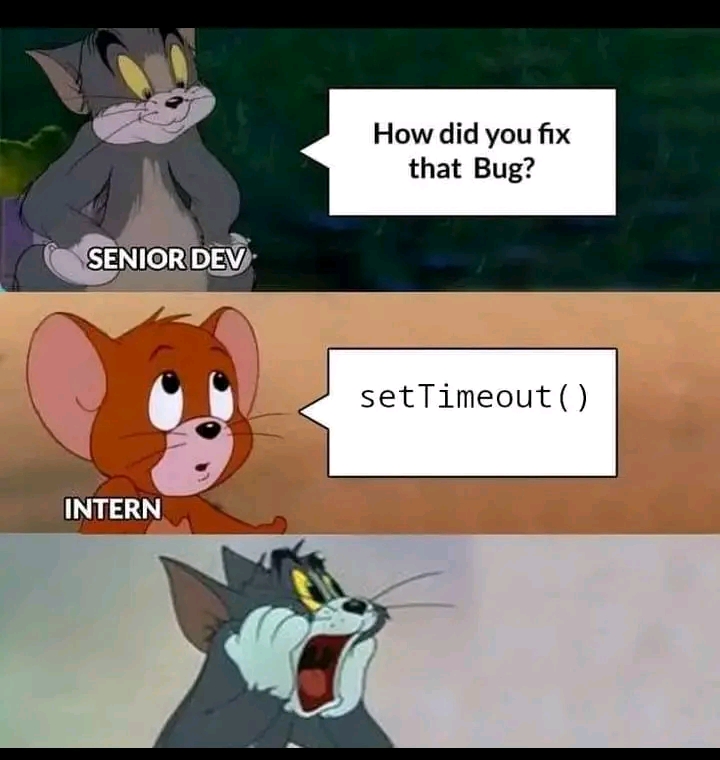 How did you fix
that Bug?
SENIOR DEV
setTimeout()
INTERN